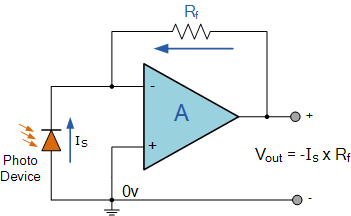 Rf
-
A
+
+
Is
Photo
Device
Vout = -Is x Rf
0v
-